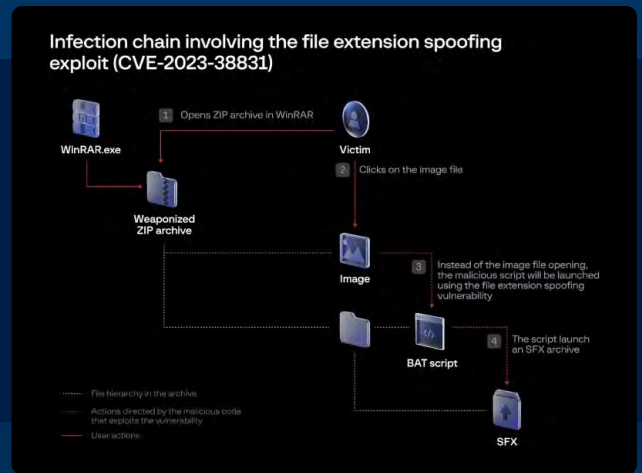 Infection chain involving the file extension spoofing
exploit (CVE-2023-38831)
1 Opens ZIP archive in WinRAR
WinRAR.exe
Victim
2 Clicks on the image file
Weaponized
ZIP archive
Image
3 Instead of the image file opening,
the malicious script will be launched
using the file extension spoofing
vulnerability
BAT script
4 The script launch
an SFX archive
SFX
File hierarchy in the archive
Actions directed by the malicious code
that exploits the vulnerability
User actions